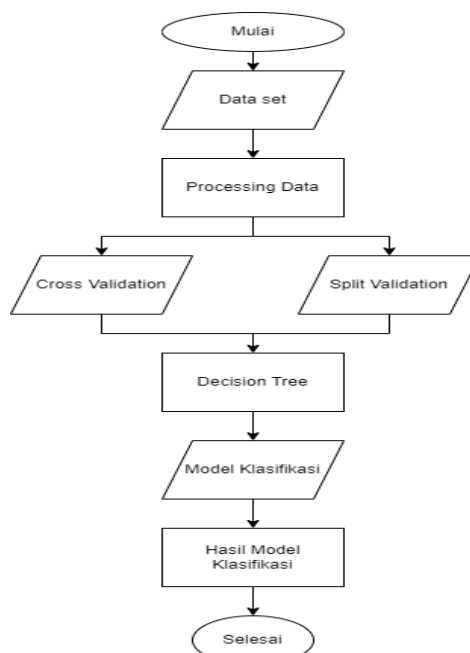 Mulai
Data set
Processing Data
Cross Validation
Split Validation
Decision Tree
Model Klasifikasi
Hasil Model
Klasifikasi
Selesai